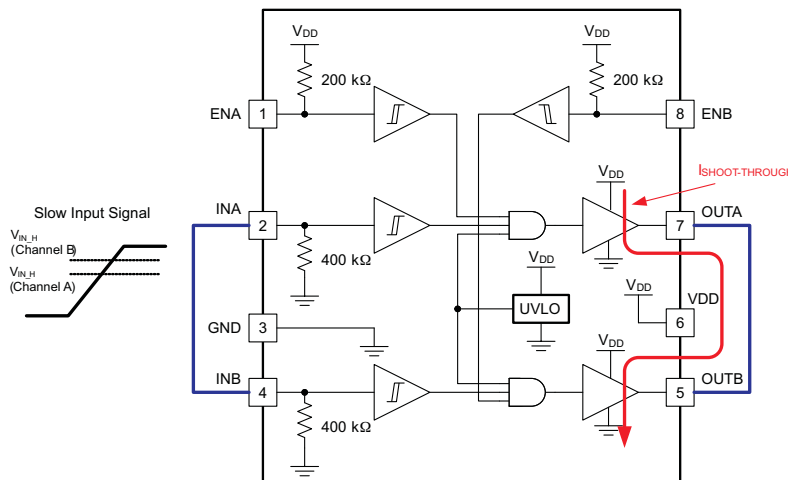 VDD
200 kΩ
VDD
200 kΩ
1
ENA
8
ENB
ISHOOT-THROUGH
VDD
Slow Input Signal
INA
2
OUTA
7
VIN_H
(Channel B)
VIN_H
(Channel A)
400 kΩ
VDD
VDD
VDD
UVLO
6
GND
3
VDD
INB
4
OUTB
5
400 kΩ